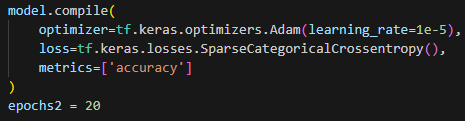 model.compile(
    optimizer=tf.keras.optimizers.Adam(learning_rate=1e-5),
    loss=tf.keras.losses.SparseCategoricalCrossentropy(),
    metrics=['accuracy']
)
epochs2 = 20